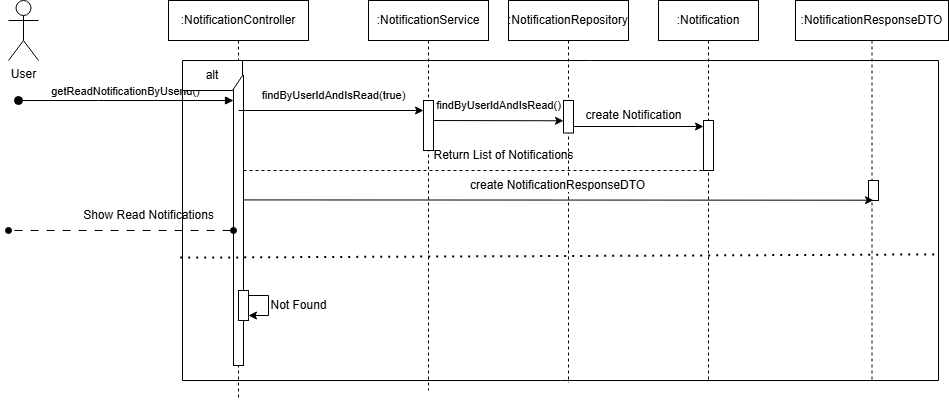 :NotificationController
:NotificationService
:NotificationRepository
:Notification
:NotificationResponseDTO
User
alt
getReadNotificationByUserId()
findByUserIdAndIsRead(true)
findByUserIdAndIsRead()
create Notification
Return List of Notifications
create NotificationResponseDTO
Show Read Notifications
Not Found